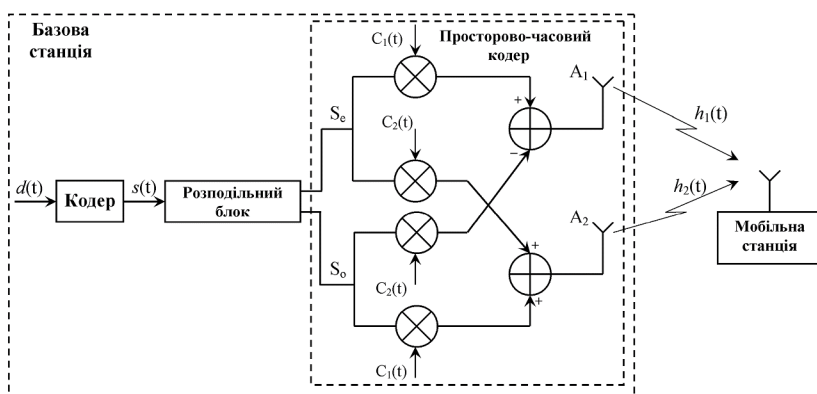 Базова
станція
C₁(t)
Просторово-часовий
кодер
A₁
+
h₁(t)
Sₑ
C₂(t)
−
d(t)
Кодер
s(t)
Розподільний
блок
h₂(t)
A₂
+
Мобільна
станція
Sₒ
C₂(t)
+
C₁(t)